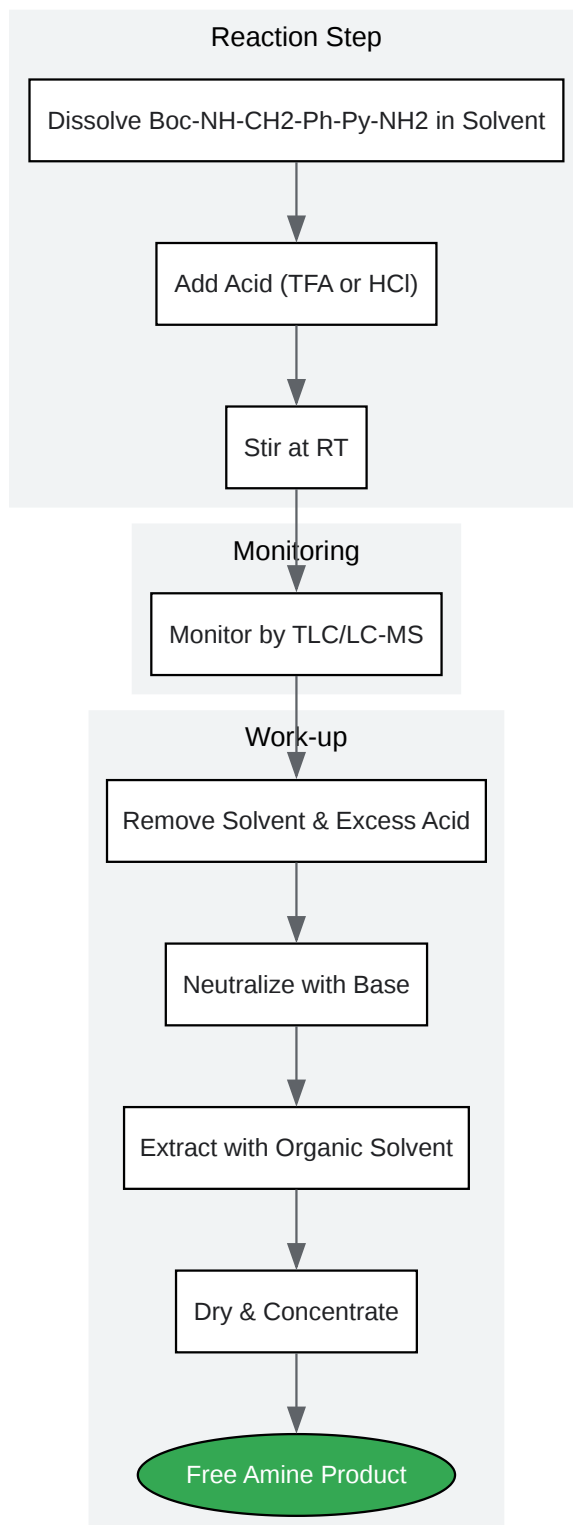 Reaction Step
Dissolve Boc-NH-CH2-Ph-Py-NH2 in Solvent
Add Acid (TFA or HCl)
Stir at RT
Monitoring
Monitor by TLC/LC-MS
Work-up
Remove Solvent & Excess Acid
Neutralize with Base
Extract with Organic Solvent
Dry & Concentrate
Free Amine Product